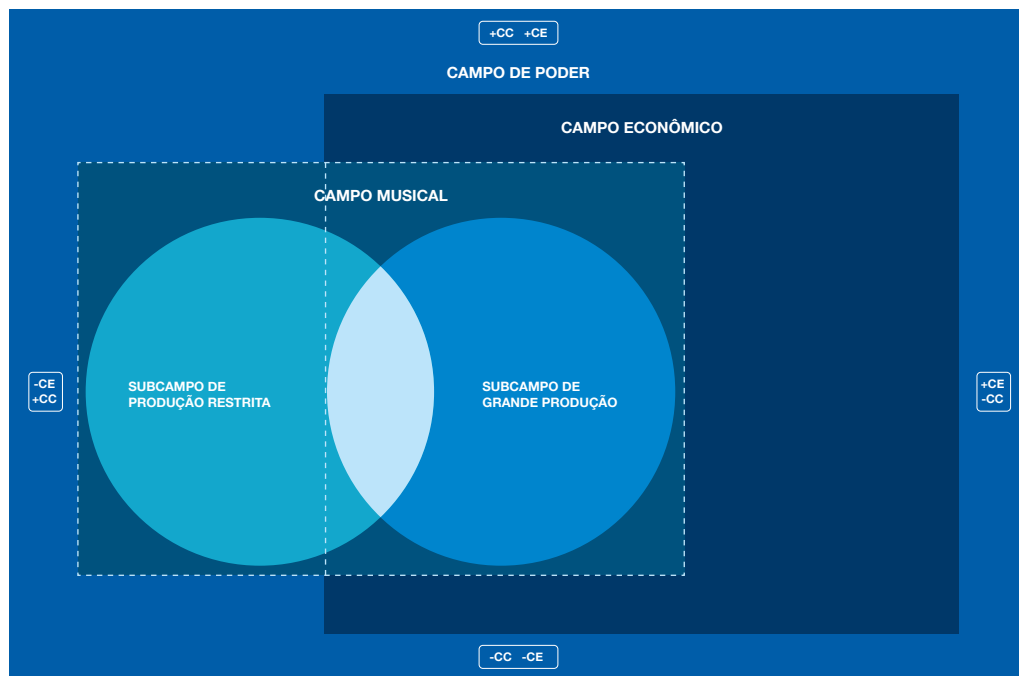 +CC +CE
CAMPO DE PODER
CAMPO ECONÔMICO
CAMPO MUSICAL
-CE
+CC
SUBCAMPO DE
PRODUÇÃO RESTRITA
SUBCAMPO DE
GRANDE PRODUÇÃO
+CE
-CC
-CC -CE